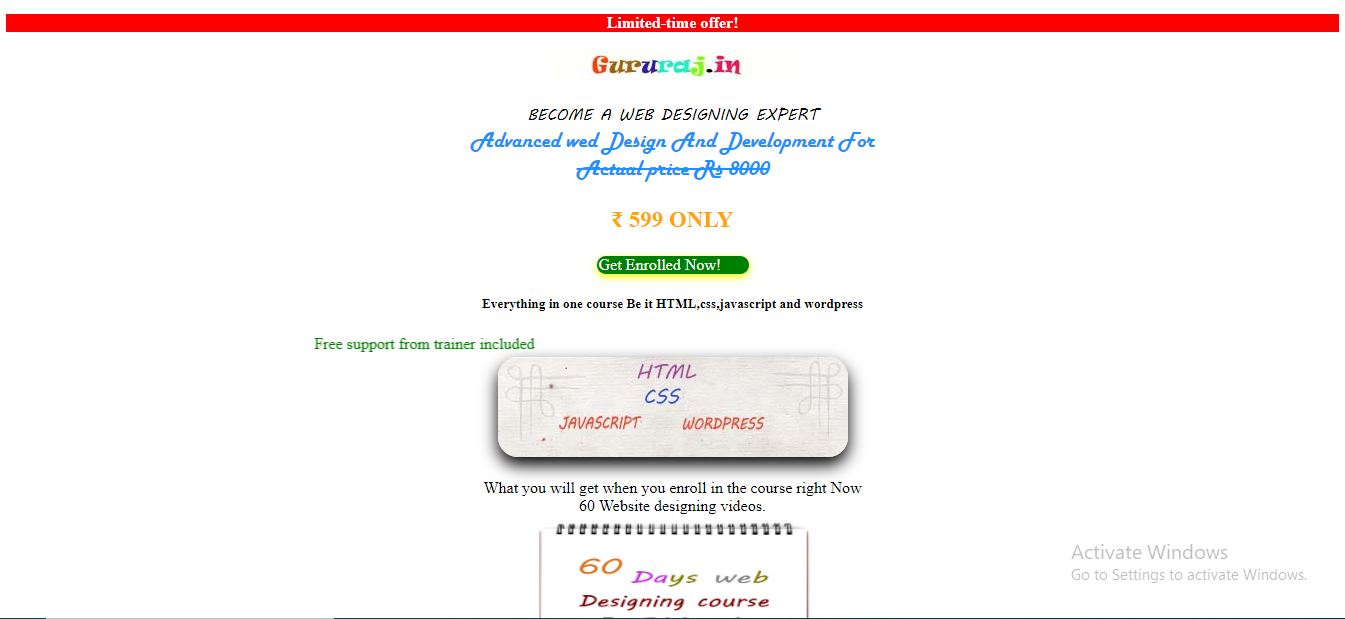 Limited-time offer!
Gururaj.in
BECOME A WEB DESIGNING EXPERT
Advanced wed Design And Development For
Actual price Rs 8000
₹ 599 ONLY
Get Enrolled Now!
Everything in one course Be it HTML,css,javascript and wordpress
Free support from trainer included
HTML
CSS
JAVASCRIPT WORDPRESS
What you will get when you enroll in the course right Now
60 Website designing videos.
60 Days web
Designing course
Activate Windows
Go to Settings to activate Windows.